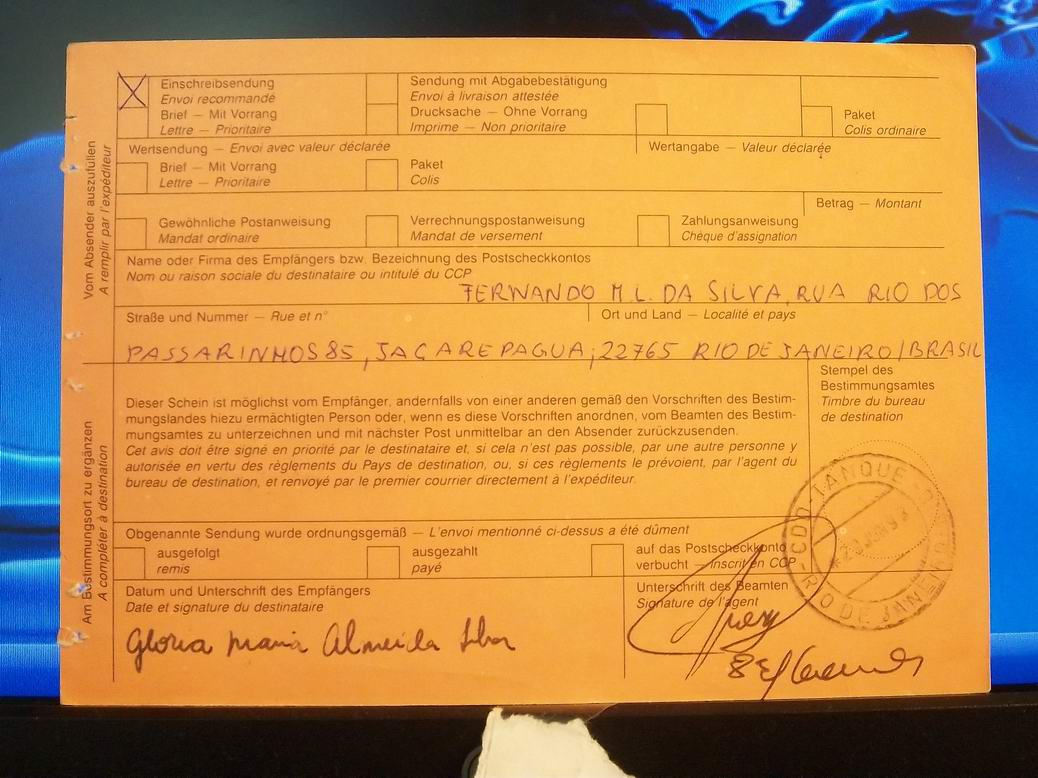 Vom Absender auszufüllen
A remplir par l'expéditeur
Einschreibsendung
Envoi recommandé
Brief — Mit Vorrang
Lettre — Prioritaire
Sendung mit Abgabebestätigung
Envoi à livraison attestée
Drucksache — Ohne Vorrang
Imprime — Non prioritaire
Paket
Colis ordinaire
Wertsendung — Envoi avec valeur déclarée
Wertangabe — Valeur déclarée
Brief — Mit Vorrang
Lettre — Prioritaire
Paket
Colis
Betrag — Montant
Gewöhnliche Postanweisung
Mandat ordinaire
Verrechnungspostanweisung
Mandat de versement
Zahlungsanweisung
Chèque d'assignation
Name oder Firma des Empfängers bzw. Bezeichnung des Postscheckkontos
Nom ou raison sociale du destinataire ou intitulé du CCP
FERNANDO M.L. DA SILVA, RUA RIO DOS
Straße und Nummer — Rue et n°
Ort und Land — Localité et pays
PASSARINHOS 85, JACAREPAGUA, 22765 RIO DE JANEIRO/BRASIL
Am Bestimmungsort zu ergänzen
A compléter à destination
Dieser Schein ist möglichst vom Empfänger, andernfalls von einer anderen gemäß den Vorschriften des Bestim-
mungslandes hiezu ermächtigten Person oder, wenn es diese Vorschriften anordnen, vom Beamten des Bestim-
mungsamtes zu unterzeichnen und mit nächster Post unmittelbar an den Absender zurückzusenden.
Cet avis doit être signé en priorité par le destinataire et, si cela n'est pas possible, par une autre personne y
autorisée en vertu des règlements du Pays de destination, ou, si ces règlements le prévoient, par l'agent du
bureau de destination, et renvoyé par le premier courrier directement à l'expéditeur.
Stempel des
Bestimmungsamtes
Timbre du bureau
de destination
CDD TANQUE
RIO DE JANEIRO
Obgenannte Sendung wurde ordnungsgemäß — L'envoi mentionné ci-dessus a été dûment
ausgefolgt
remis
ausgezahlt
payé
auf das Postscheckkonto
verbucht — Inscrit en CCP
Datum und Unterschrift des Empfängers
Date et signature du destinataire
Gloria Maria Almeida
Unterschrift des Beamten
Signature de l'agent